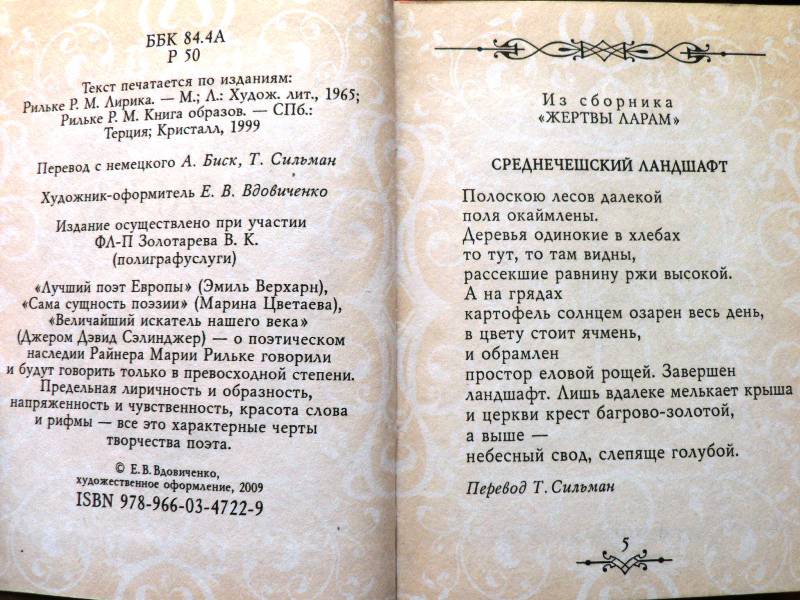 ББК 84.4А
Р 50
Текст печатается по изданиям:
Рильке Р. М. Лирика. — М.; Л.: Худож. лит., 1965;
Рильке Р. М. Книга образов. — СПб.:
Терция; Кристалл, 1999
Перевод с немецкого А. Биск, Т. Сильман
Художник-оформитель Е. В. Вдовиченко
Издание осуществлено при участии
ФЛ-П Золотарева В. К.
(полиграфуслуги)
«Лучший поэт Европы» (Эмиль Верхарн),
«Сама сущность поэзии» (Марина Цветаева),
«Величайший искатель нашего века»
(Джером Дэвид Сэлинджер) — о поэтическом
наследии Райнера Марии Рильке говорили
и будут говорить только в превосходной степени.
Предельная лиричность и образность,
напряженность и чувственность, красота слова
и рифмы — все это характерные черты
творчества поэта.
© Е. В. Вдовиченко,
художественное оформление, 2009
ISBN 978-966-03-4722-9
Из сборника
«ЖЕРТВЫ ЛАРАМ»
СРЕДНЕЧЕШСКИЙ ЛАНДШАФТ
Полоскою лесов далекой
поля окаймлены.
Деревья одинокие в хлебах
то тут, то там видны,
рассекшие равнину ржи высокой.
А на грядах
картофель солнцем озарен весь день,
в цвету стоит ячмень,
и обрамлен
простор еловой рощей. Завершен
ландшафт. Лишь вдалеке мелькает крыша
и церкви крест багрово-золотой,
а выше —
небесный свод, слепяще голубой.
Перевод Т. Сильман
5